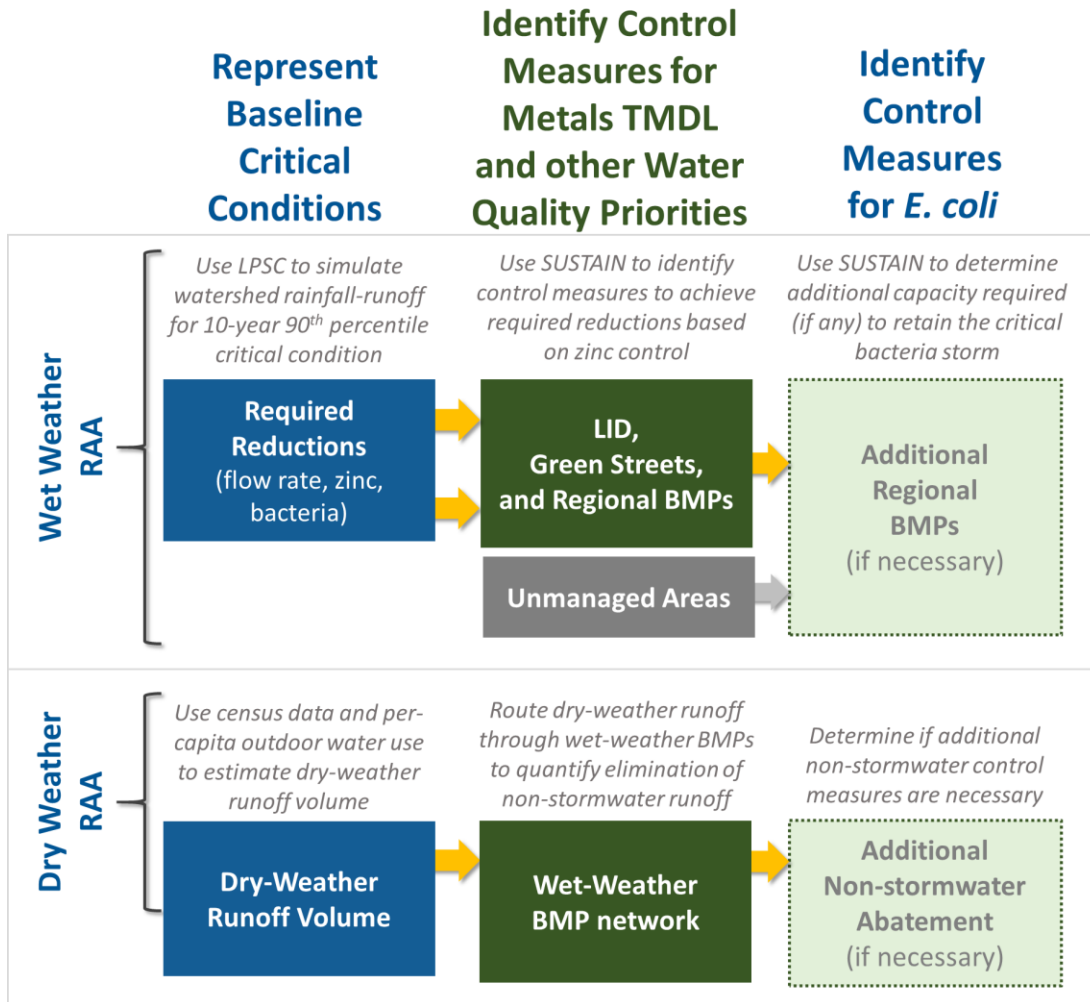 Represent
Baseline
Critical
Conditions
Identify Control
Measures for
Metals TMDL
and other Water
Quality Priorities
Identify
Control
Measures
for E. coli
Wet Weather
RAA
Use LPSC to simulate
watershed rainfall-runoff
for 10-year 90th percentile
critical condition
Required
Reductions
(flow rate, zinc,
bacteria)
Use SUSTAIN to identify
control measures to achieve
required reductions based
on zinc control
LID,
Green Streets,
and Regional BMPs
Unmanaged Areas
Use SUSTAIN to determine
additional capacity required
(if any) to retain the critical
bacteria storm
Additional
Regional
BMPs
(if necessary)
Dry Weather
RAA
Use census data and per-
capita outdoor water use
to estimate dry-weather
runoff volume
Dry-Weather
Runoff Volume
Route dry-weather runoff
through wet-weather BMPs
to quantify elimination of
non-stormwater runoff
Wet-Weather
BMP network
Determine if additional
non-stormwater control
measures are necessary
Additional
Non-stormwater
Abatement
(if necessary)